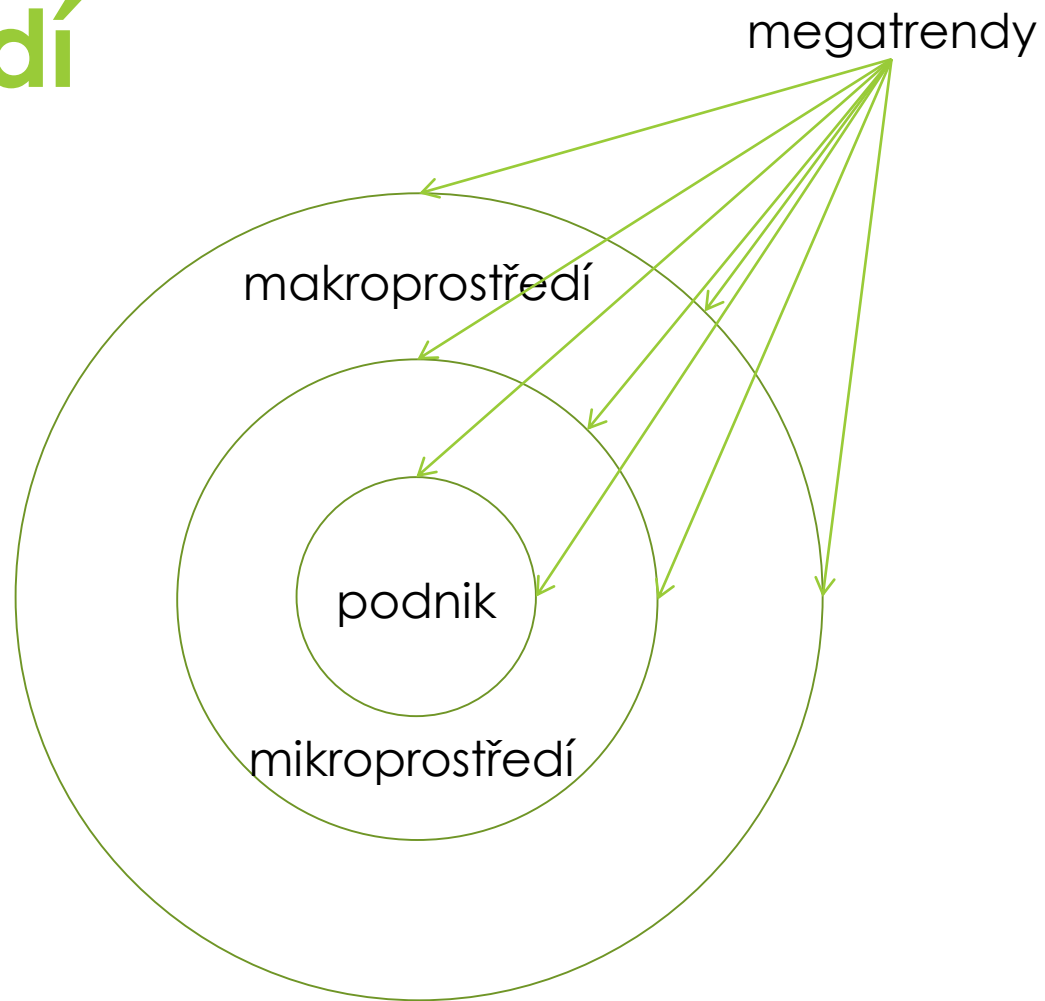 dí
megatrendy
makroprostředí
podnik
mikroprostředí